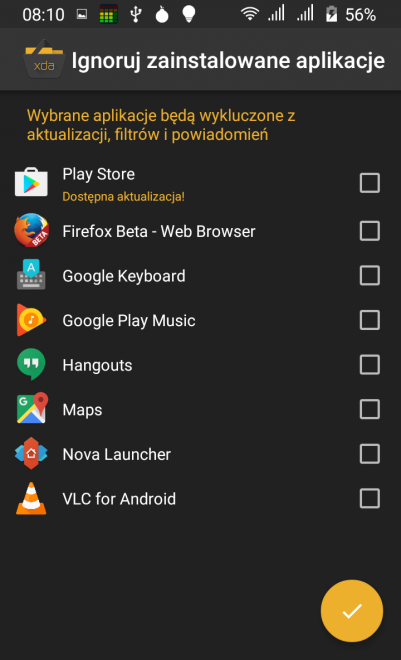 08:10 56%
xda Ignoruj zainstalowane aplikacje
Wybrane aplikacje będą wykluczone z
aktualizacji, filtrów i powiadomień
Play Store
Dostępna aktualizacja!
BETA Firefox Beta - Web Browser
A Google Keyboard
Google Play Music
Hangouts
G Maps
Nova Launcher
VLC for Android